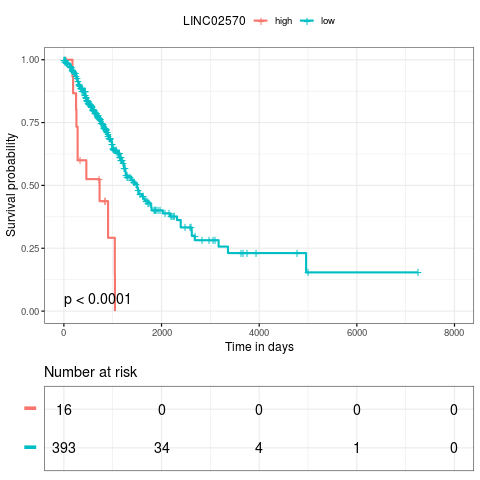 LINC02570 high low
1.00
0.75
0.50
0.25
0.00
Survival probability
p < 0.0001
0 2000 4000 6000 8000
Time in days
Number at risk
16 0 0 0 0
393 34 4 1 0